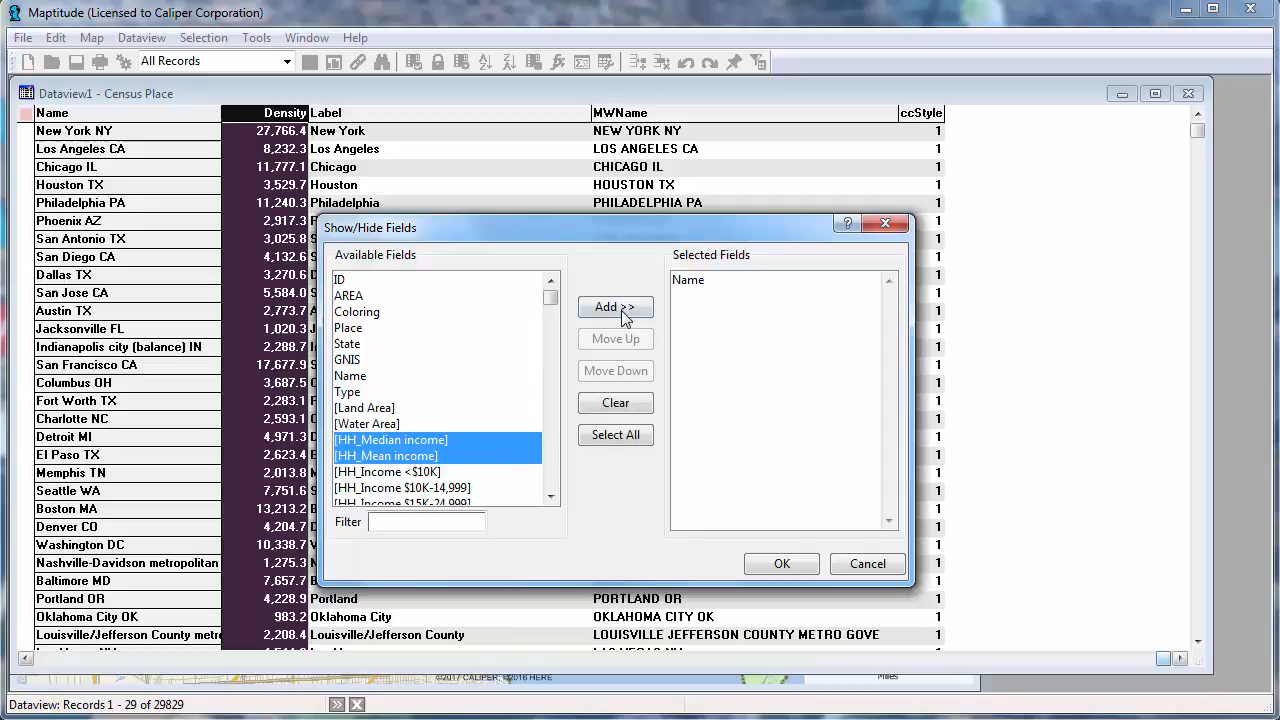 Maptitude (Licensed to Caliper Corporation)
File Edit Map Dataview Selection Tools Window Help
All Records
Dataview1 - Census Place
Name Density Label MWName ccStyle
New York NY 27,766.4 New York NEW YORK NY 1
Los Angeles CA 8,232.3 Los Angeles LOS ANGELES CA 1
Chicago IL 11,777.1 Chicago CHICAGO IL 1
Houston TX 3,529.7 Houston HOUSTON TX 1
Philadelphia PA 11,240.3 Philadelphia PHILADELPHIA PA 1
Phoenix AZ 2,917.3 1
San Antonio TX 3,025.8 1
San Diego CA 4,132.6 1
Dallas TX 3,270.6 1
San Jose CA 5,584.0 1
Austin TX 2,773.7 1
Jacksonville FL 1,020.3 1
Indianapolis city (balance) IN 2,288.7 1
San Francisco CA 17,677.9 1
Columbus OH 3,687.5 1
Fort Worth TX 2,283.1 1
Charlotte NC 2,593.1 1
Detroit MI 4,971.3 1
El Paso TX 2,623.4 1
Memphis TN 2,013.8 1
Seattle WA 7,751.6 1
Boston MA 13,213.2 1
Denver CO 4,204.7 1
Washington DC 10,338.7 1
Nashville-Davidson metropolitan 1,275.3 1
Baltimore MD 7,657.7 1
Portland OR 4,228.9 Portland PORTLAND OR 1
Oklahoma City OK 983.2 Oklahoma City OKLAHOMA CITY OK 1
Louisville/Jefferson County metro 2,208.4 Louisville/Jefferson County LOUISVILLE JEFFERSON COUNTY METRO GOVE 1
Show/Hide Fields
Available Fields
ID
AREA
Coloring
Place
State
GNIS
Name
Type
[Land Area]
[Water Area]
[HH_Median income]
[HH_Mean income]
[HH_Income <$10K]
[HH_Income $10K-14,999]
[HH_Income $15K-24,999]
Filter
Add >>
Move Up
Move Down
Clear
Select All
Selected Fields
Name
OK Cancel
©2017 CALIPER; ©2016 HERE
Miles
Dataview: Records 1 - 29 of 29829